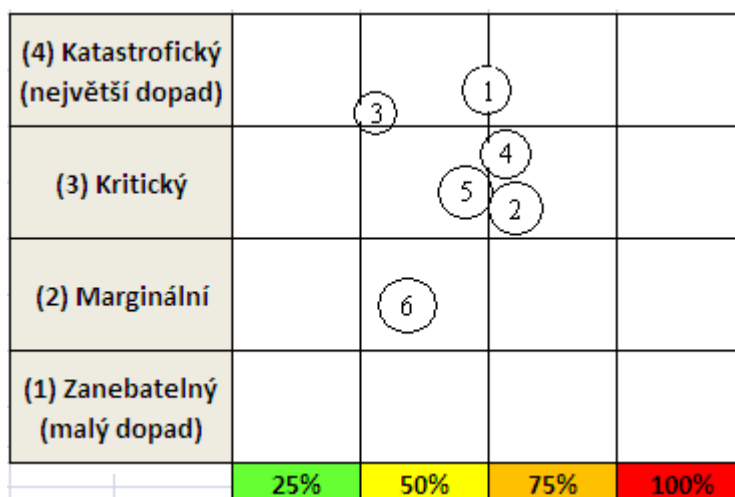 (4) Katastrofický
(největší dopad)
1
3
4
(3) Kritický
5
2
(2) Marginální
6
(1) Zanebatelný
(malý dopad)
25% 50% 75% 100%